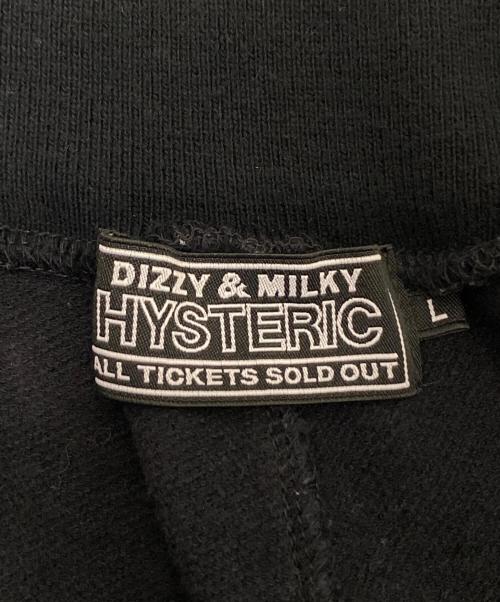 DIZZY & MILKY
HYSTERIC
ALL TICKETS SOLD OUT
L